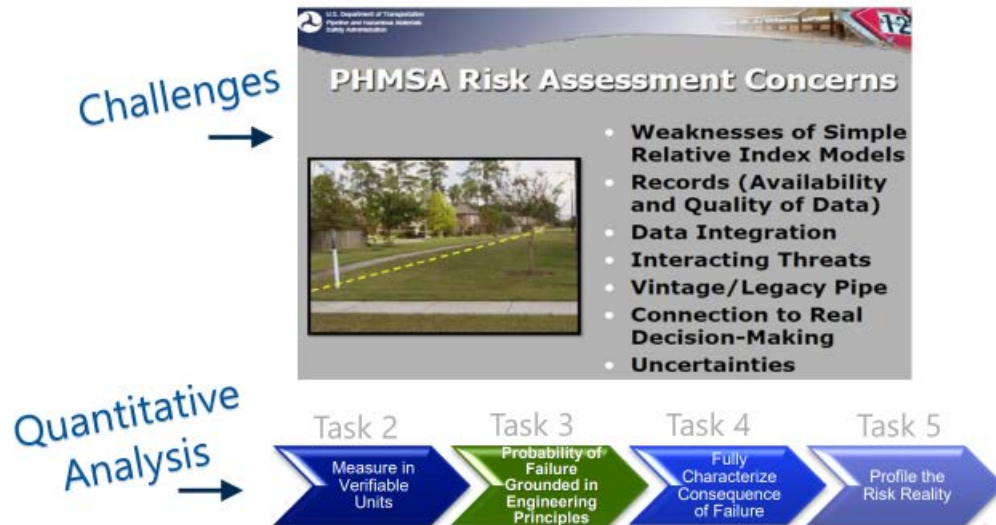 U.S. Department of Transportation
Pipeline and Hazardous Materials
Safety Administration
12
PHMSA Risk Assessment Concerns
Challenges
• Weaknesses of Simple
Relative Index Models
• Records (Availability
and Quality of Data)
• Data Integration
• Interacting Threats
• Vintage/Legacy Pipe
• Connection to Real
Decision-Making
• Uncertainties
Quantitative
Analysis
Task 2
Measure in
Verifiable
Units
Task 3
Probability of
Failure
Grounded in
Engineering
Principles
Task 4
Fully
Characterize
Consequence
of Failure
Task 5
Profile the
Risk Reality